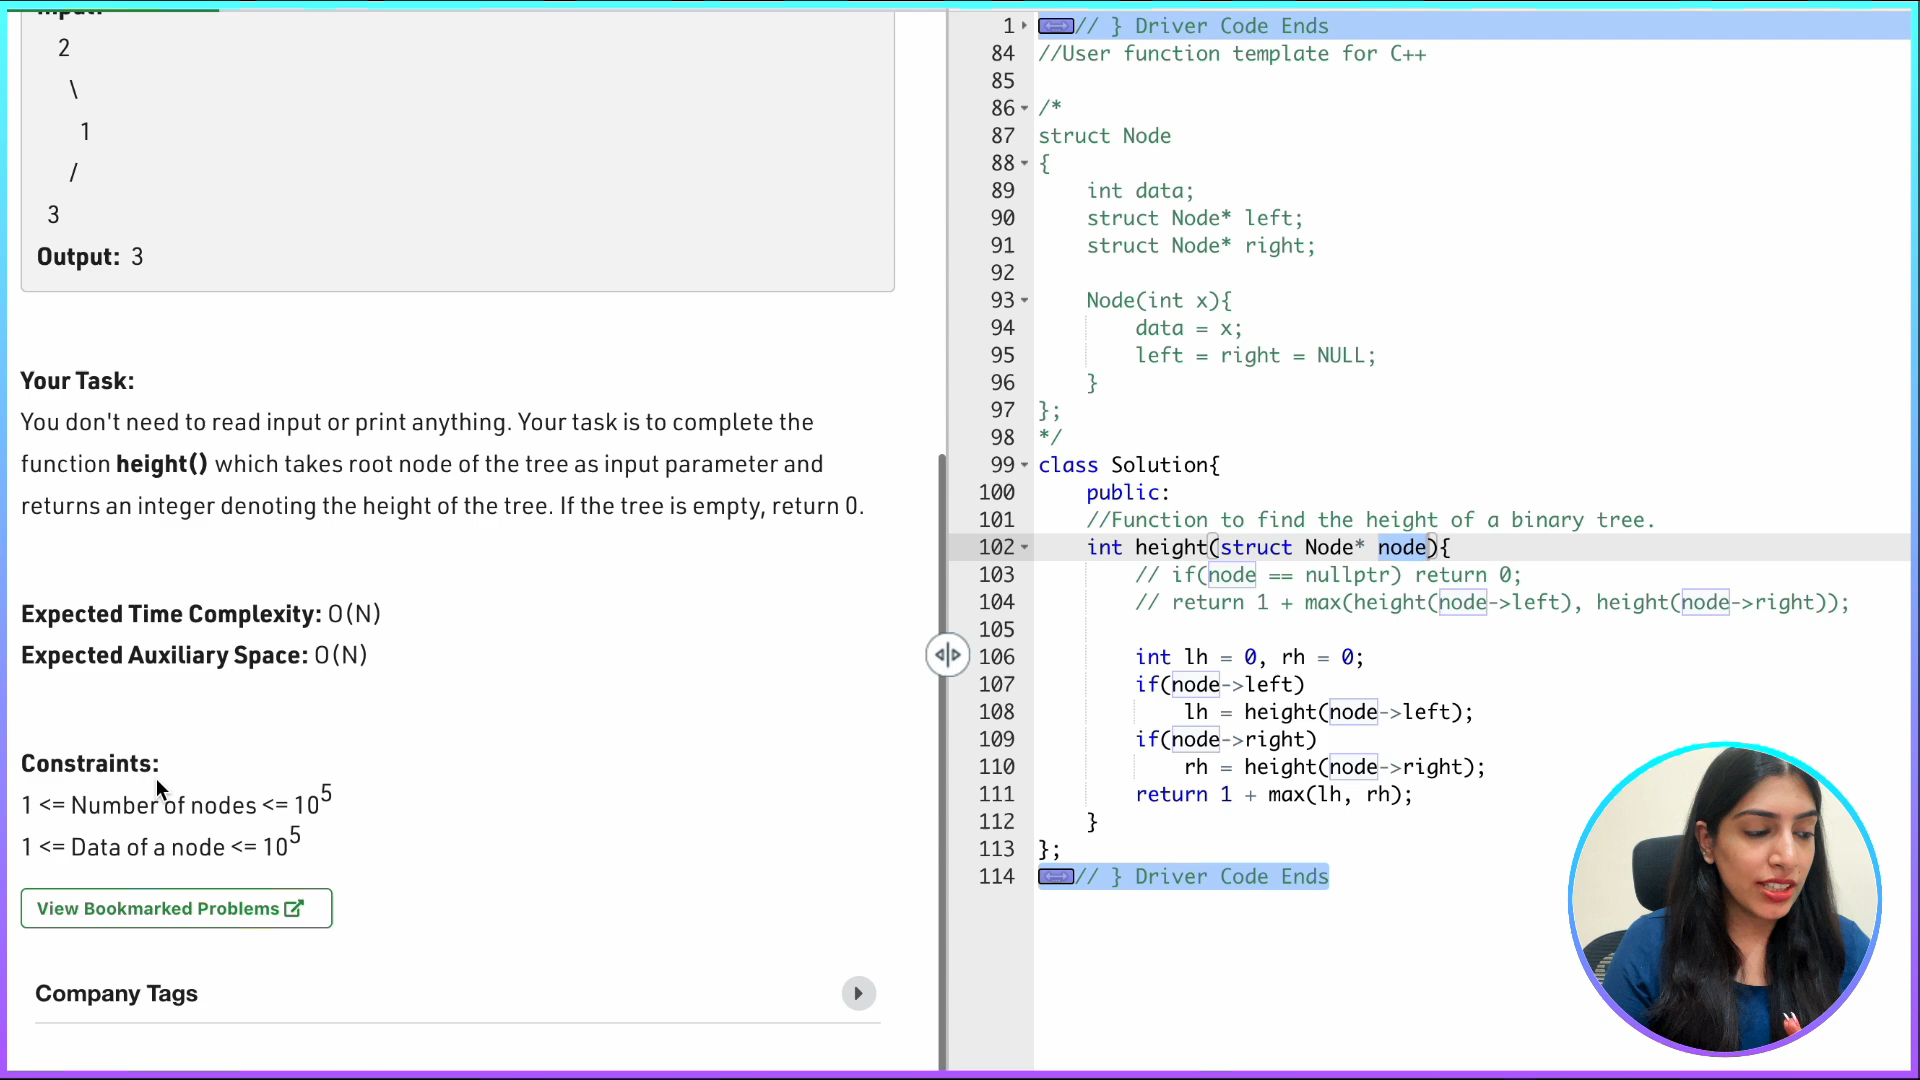 Input:
2
\
1
/
3
Output: 3
Your Task:
You don't need to read input or print anything. Your task is to complete the
function height() which takes root node of the tree as input parameter and
returns an integer denoting the height of the tree. If the tree is empty, return 0.
Expected Time Complexity: O(N)
Expected Auxiliary Space: O(N)
Constraints:
1 <= Number of nodes <= 10^5
1 <= Data of a node <= 10^5
View Bookmarked Problems
Company Tags
1 // } Driver Code Ends
84 //User function template for C++
85
86 /*
87 struct Node
88 {
89     int data;
90     struct Node* left;
91     struct Node* right;
92
93     Node(int x){
94         data = x;
95         left = right = NULL;
96     }
97 };
98 */
99 class Solution{
100     public:
101     //Function to find the height of a binary tree.
102     int height(struct Node* node){
103         // if(node == nullptr) return 0;
104         // return 1 + max(height(node->left), height(node->right));
105
106         int lh = 0, rh = 0;
107         if(node->left)
108             lh = height(node->left);
109         if(node->right)
110             rh = height(node->right);
111         return 1 + max(lh, rh);
112     }
113 };
114 // } Driver Code Ends